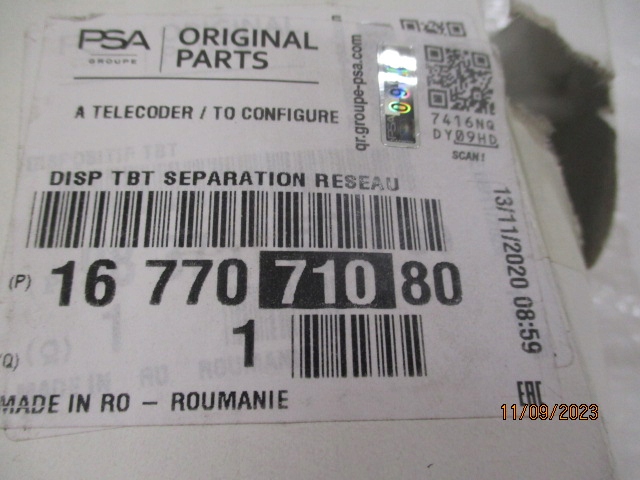 PSA
GROUPE
ORIGINAL
PARTS
qr.groupe-psa.com
7416NQ
DY09HD
SCAN!
A TELECODER / TO CONFIGURE
DISP TBT SEPARATION RESEAU
(P) 16 770 710 80
(Q) 1
MADE IN RO - ROUMANIE
13/11/2020 08:59
EAC
11/09/2023